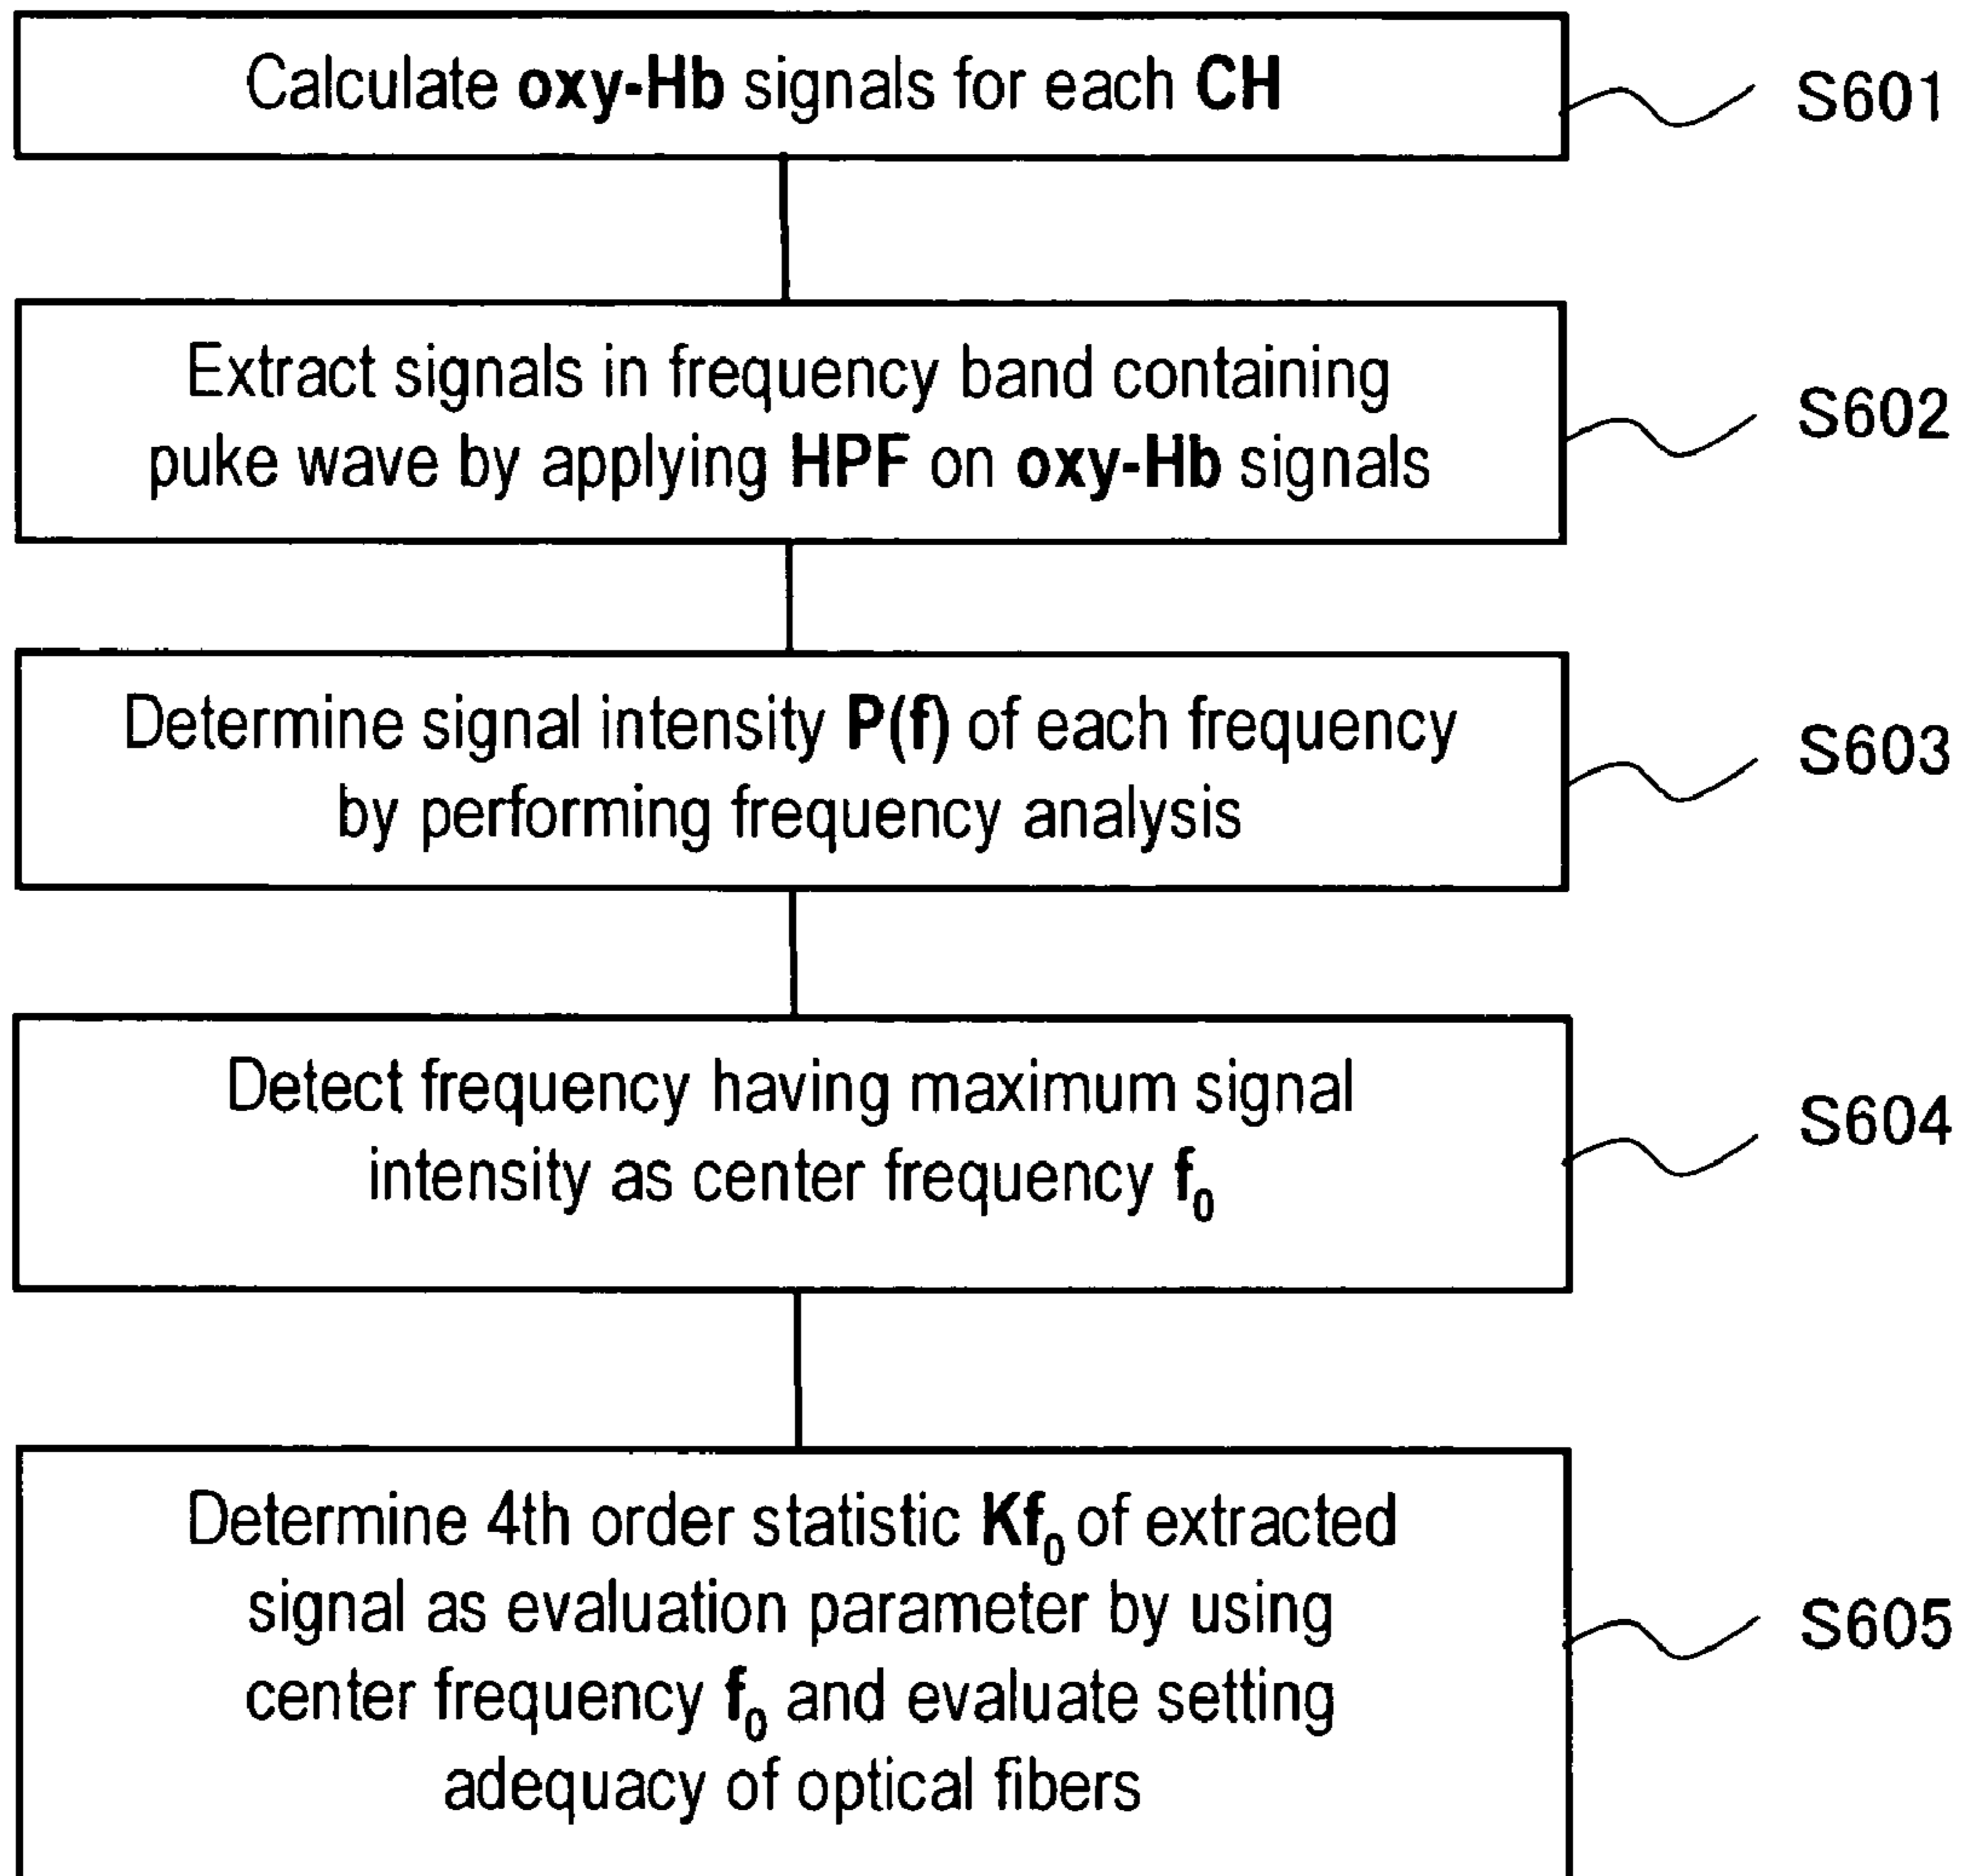 Calculate oxy-Hb signals for each CH
S601
Extract signals in frequency band containing
puke wave by applying HPF on oxy-Hb signals
S602
Determine signal intensity P(f) of each frequency
by performing frequency analysis
S603
Detect frequency having maximum signal
intensity as center frequency f₀
S604
Determine 4th order statistic Kf₀ of extracted
signal as evaluation parameter by using
center frequency f₀ and evaluate setting
adequacy of optical fibers
S605